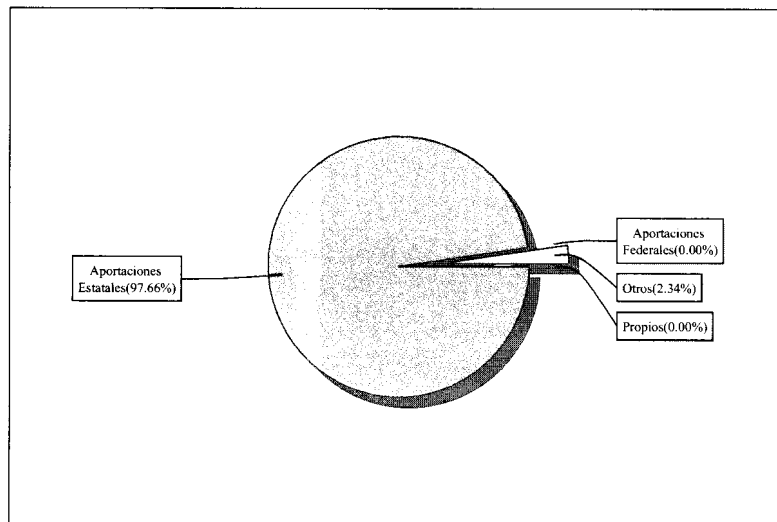 Aportaciones
Estatales(97.66%)
Aportaciones
Federales(0.00%)
Otros(2.34%)
Propios(0.00%)